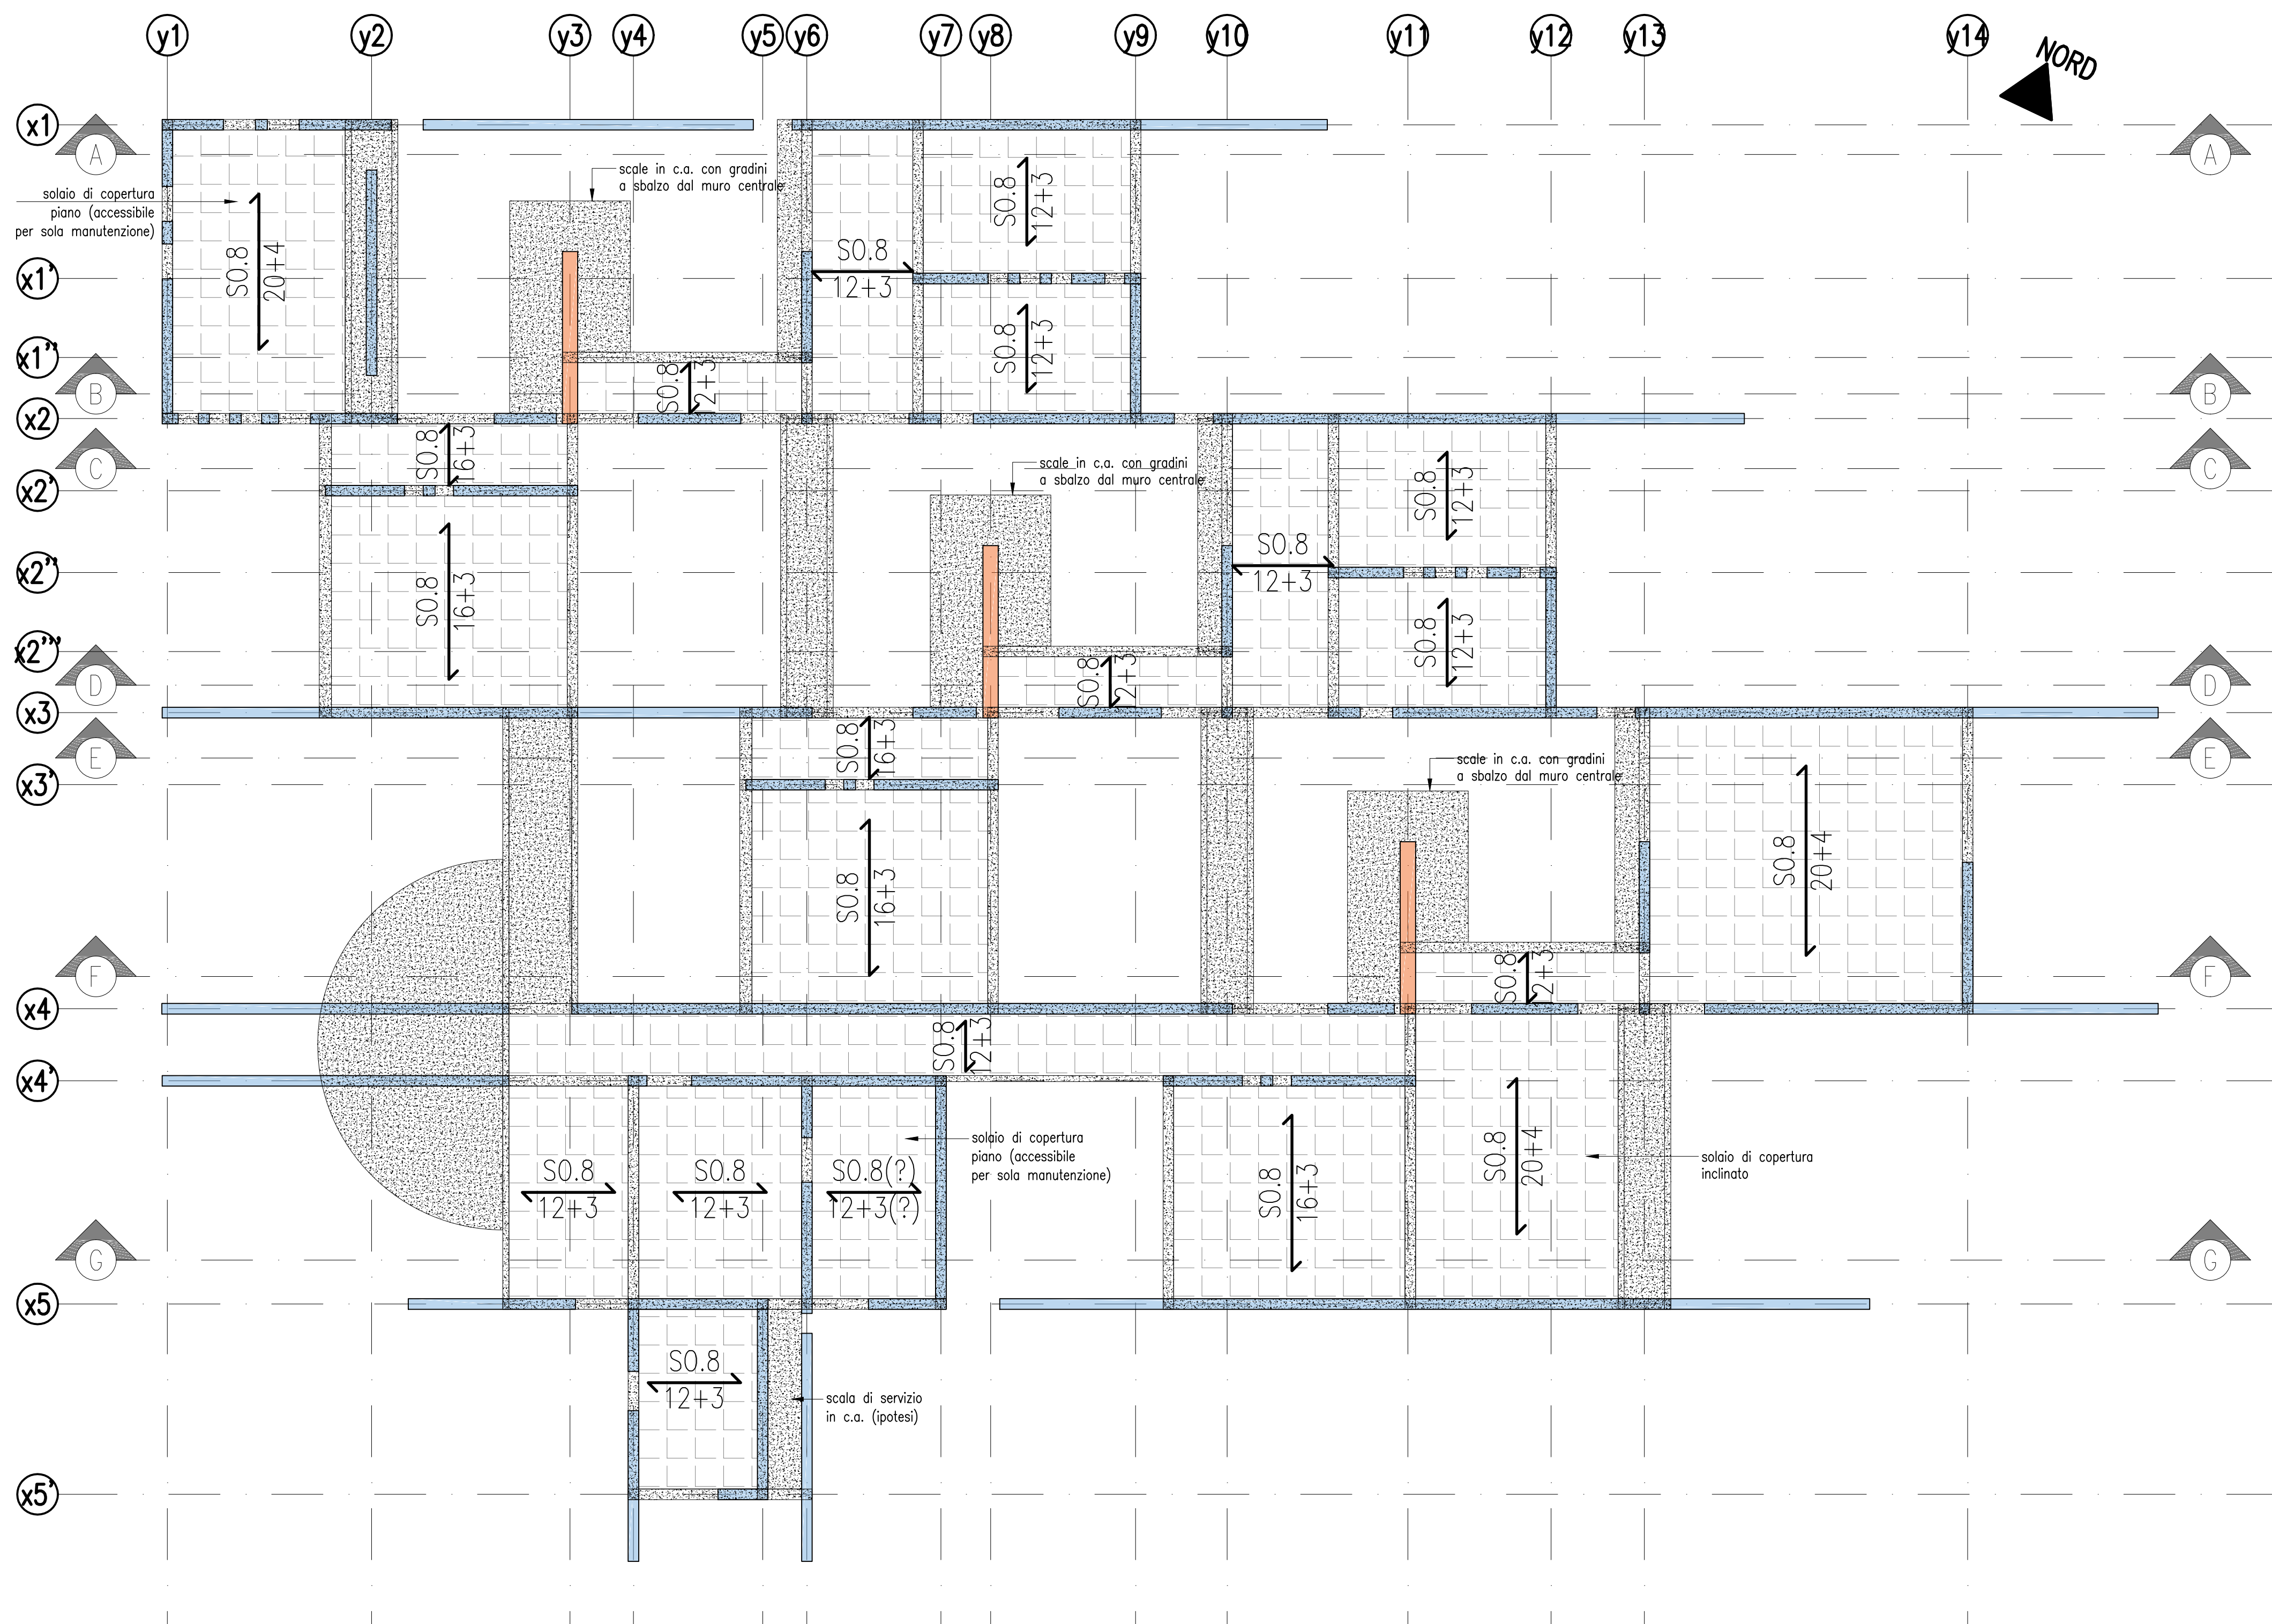 y1 y2 y3 y4 y5 y6 y7 y8 y9 y10 y11 y12 y13 y14
NORD
x1
A
A
scale in c.a. con gradini
a sbalzo dal muro centrale
solaio di copertura
piano (accessibile
per sola manutenzione)
S0.8
20+4
S0.8
12+3
S0.8
12+3
x1'
x1''
S0.8
12+3
S0.8
12+3
B
B
x2
C
C
S0.8
16+3
scale in c.a. con gradini
a sbalzo dal muro centrale
S0.8
12+3
x2'
S0.8
12+3
x2''
S0.8
16+3
S0.8
12+3
x2'''
S0.8
12+3
D
D
x3
E
E
S0.8
16+3
scale in c.a. con gradini
a sbalzo dal muro centrale
x3'
S0.8
16+3
S0.8
20+4
F
F
S0.8
12+3
x4
S0.8
12+3
x4'
S0.8
12+3
S0.8
12+3
S0.8(?)
12+3(?)
solaio di copertura
piano (accessibile
per sola manutenzione)
S0.8
16+3
S0.8
20+4
solaio di copertura
inclinato
G
G
x5
S0.8
12+3
scala di servizio
in c.a. (ipotesi)
x5'